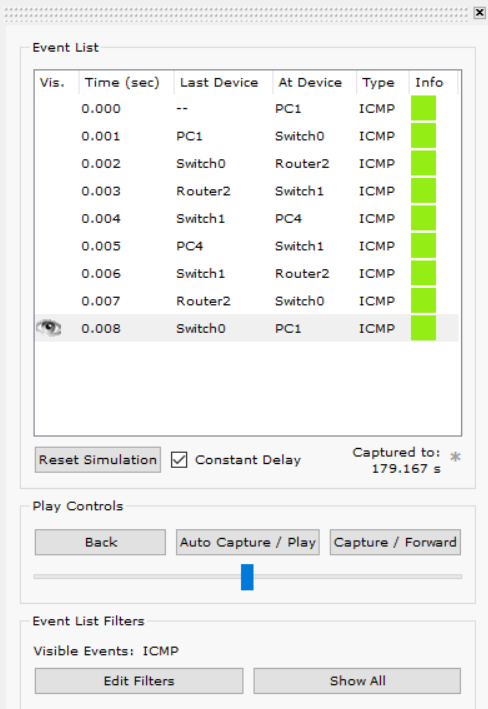 Event List
Vis. Time (sec) Last Device At Device Type Info
0.000 -- PC1 ICMP
0.001 PC1 Switch0 ICMP
0.002 Switch0 Router2 ICMP
0.003 Router2 Switch1 ICMP
0.004 Switch1 PC4 ICMP
0.005 PC4 Switch1 ICMP
0.006 Switch1 Router2 ICMP
0.007 Router2 Switch0 ICMP
0.008 Switch0 PC1 ICMP
Reset Simulation Constant Delay Captured to: *
179.167 s
Play Controls
Back Auto Capture / Play Capture / Forward
Event List Filters
Visible Events: ICMP
Edit Filters Show All